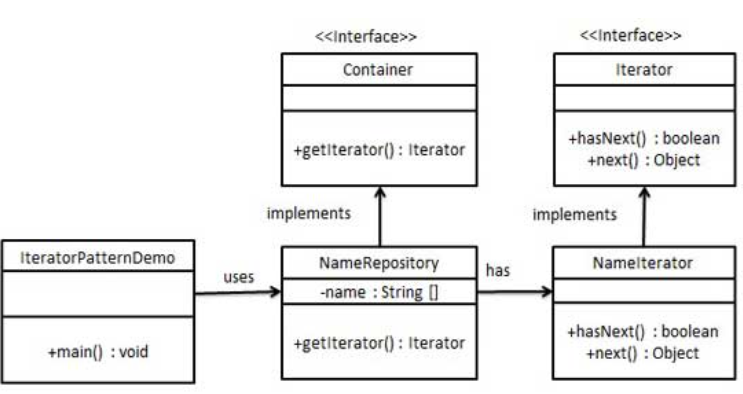 <<Interface>>
Container
+getIterator() : Iterator
<<Interface>>
Iterator
+hasNext() : boolean
+next() : Object
implements
implements
IteratorPatternDemo
+main() : void
uses
NameRepository
-name : String []
+getIterator() : Iterator
has
NameIterator
+hasNext() : boolean
+next() : Object